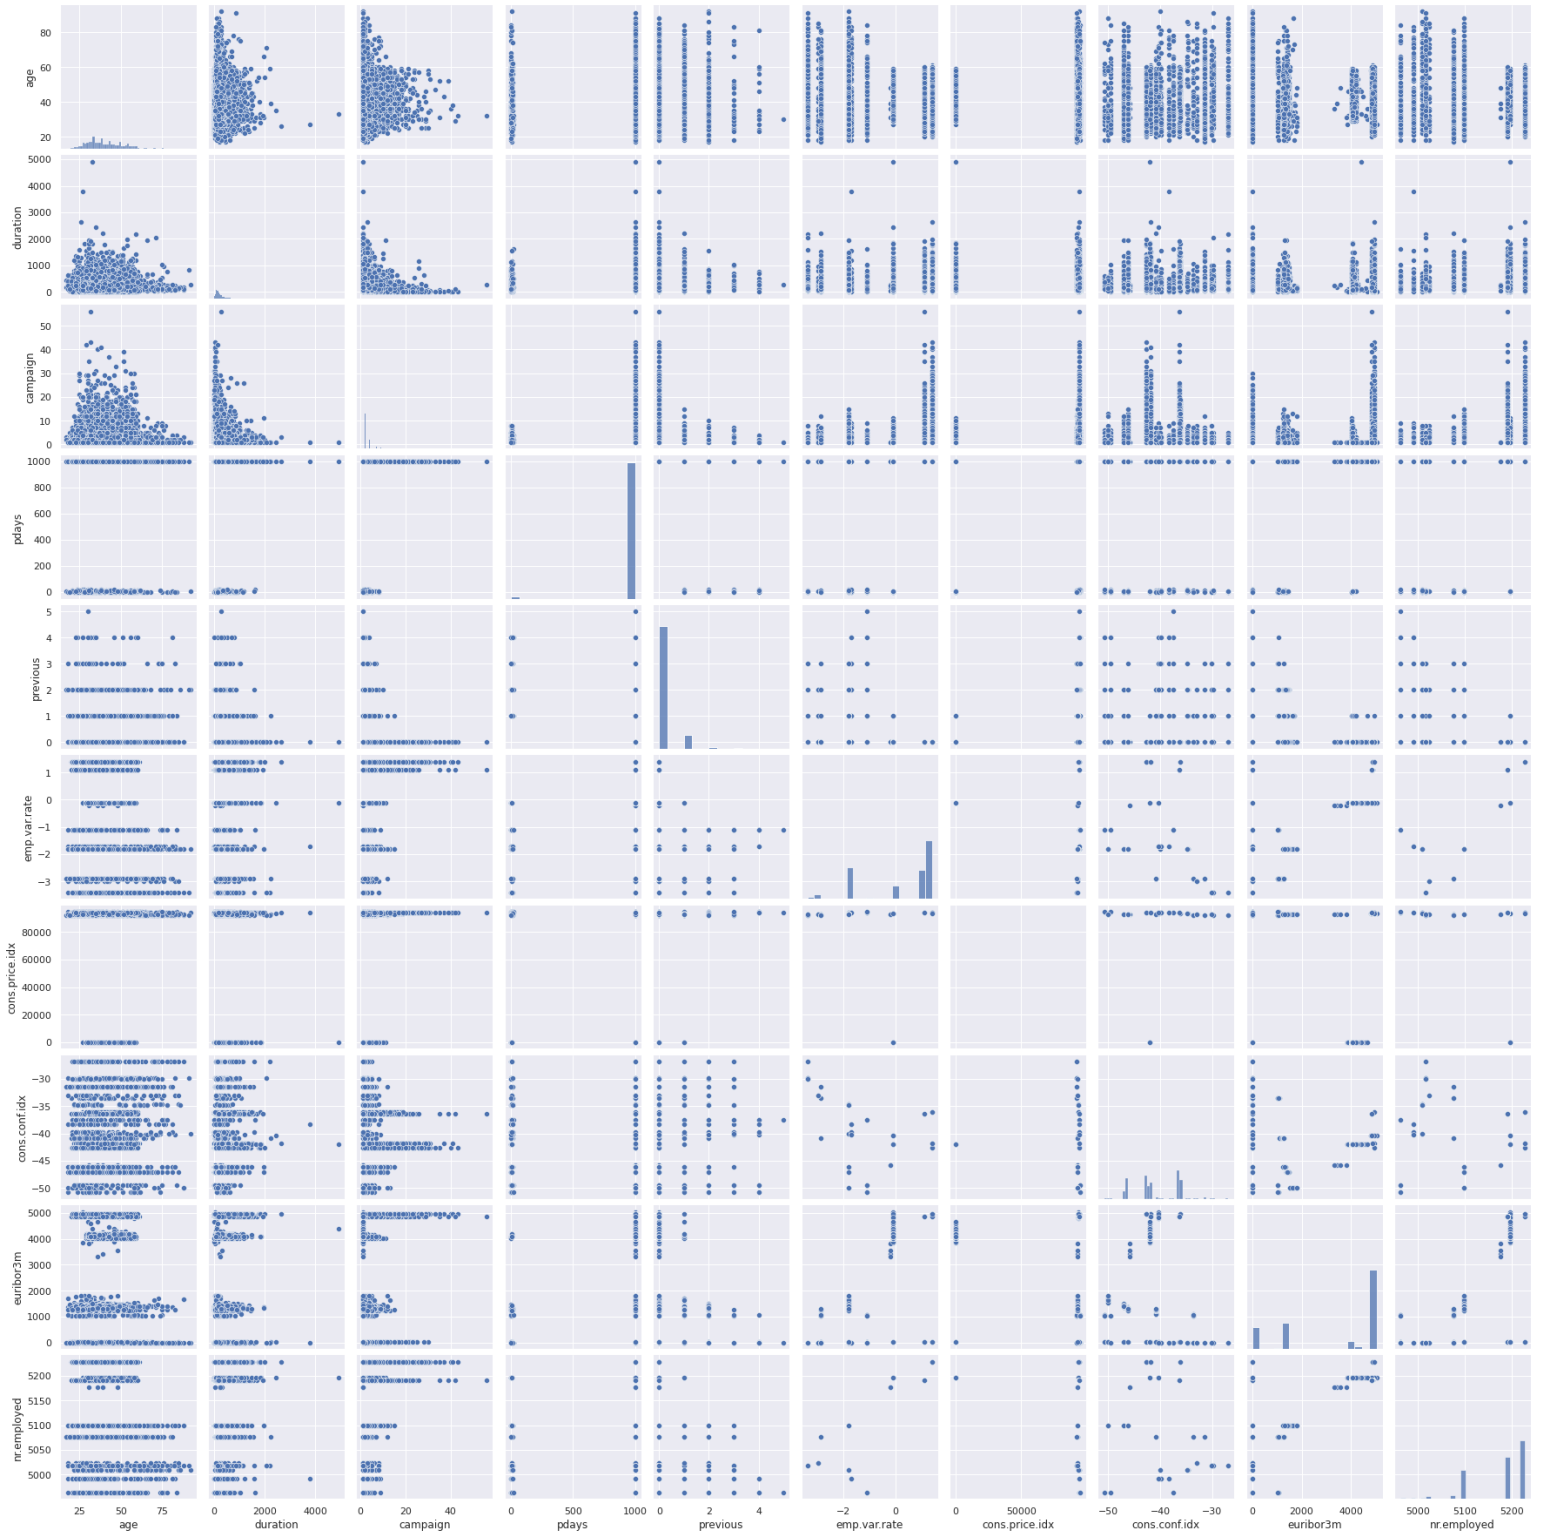 80
60
40
20
age
5000
4000
3000
2000
1000
0
duration
50
40
30
20
10
0
campaign
1000
800
600
400
200
0
pdays
5
4
3
2
1
0
previous
1
0
−1
−2
−3
emp.var.rate
80000
60000
40000
20000
0
cons.price.idx
−30
−35
−40
−45
−50
cons.conf.idx
5000
4000
3000
2000
1000
0
euribor3m
5200
5150
5100
5050
5000
nr.employed
25 50 75
age
0 2000 4000
duration
0 20 40
campaign
0 500 1000
pdays
0 2 4
previous
−2 0
emp.var.rate
0 50000
cons.price.idx
−50 −40 −30
cons.conf.idx
0 2000 4000
euribor3m
5000 5100 5200
nr.employed